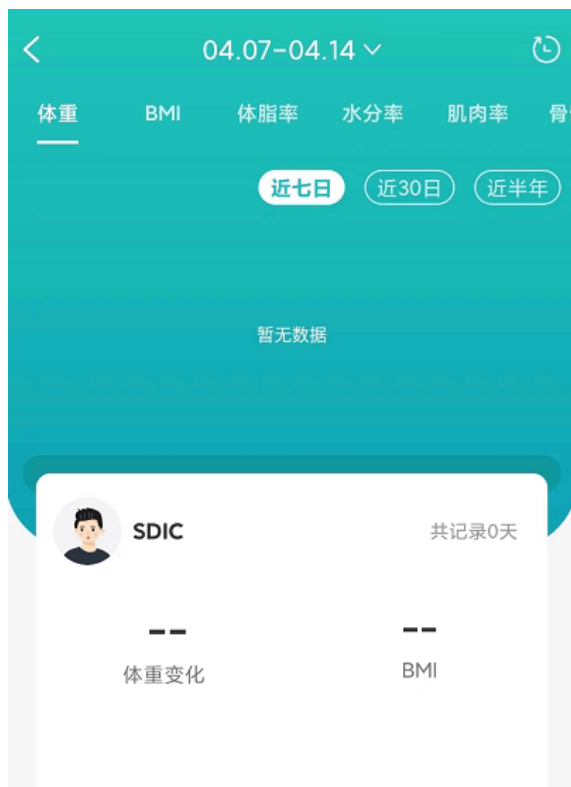 04.07-04.14
体重 BMI 体脂率 水分率 肌肉率 骨
近七日 近30日 近半年
暂无数据
SDIC 共记录0天
-- --
体重变化 BMI